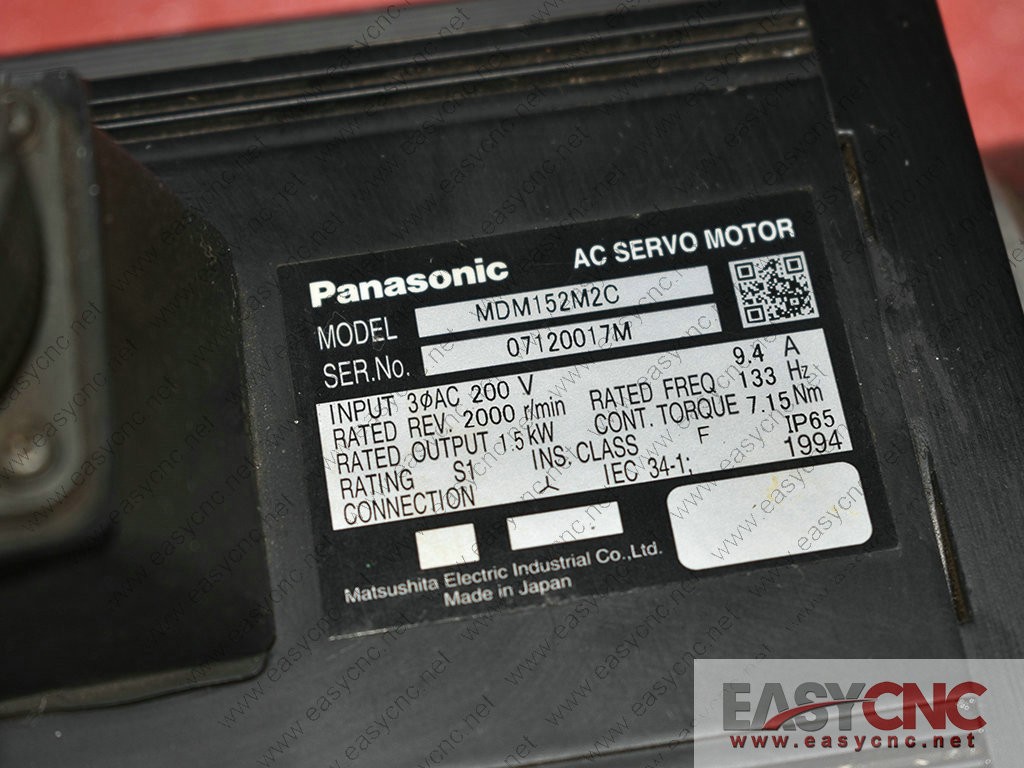 Panasonic AC SERVO MOTOR
MODEL MDM152M2C
SER.No. 07120017M
INPUT 3φAC 200 V 9.4 A
RATED REV. 2000 r/min RATED FREQ 133 Hz
RATED OUTPUT 1.5 kW CONT. TORQUE 7.15 Nm
RATING S1 INS. CLASS F IP65
CONNECTION IEC 34-1; 1994
Matsushita Electric Industrial Co.,Ltd.
Made in Japan
EASYCNC
www.easycnc.net